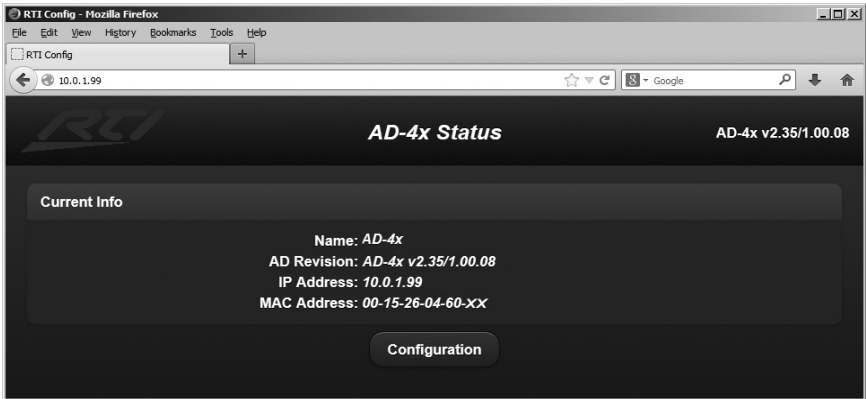 RTI Config - Mozilla Firefox
File Edit View History Bookmarks Tools Help
RTI Config
10.0.1.99
Google
RTI
AD-4x Status
AD-4x v2.35/1.00.08
Current Info
Name: AD-4x
AD Revision: AD-4x v2.35/1.00.08
IP Address: 10.0.1.99
MAC Address: 00-15-26-04-60-XX
Configuration